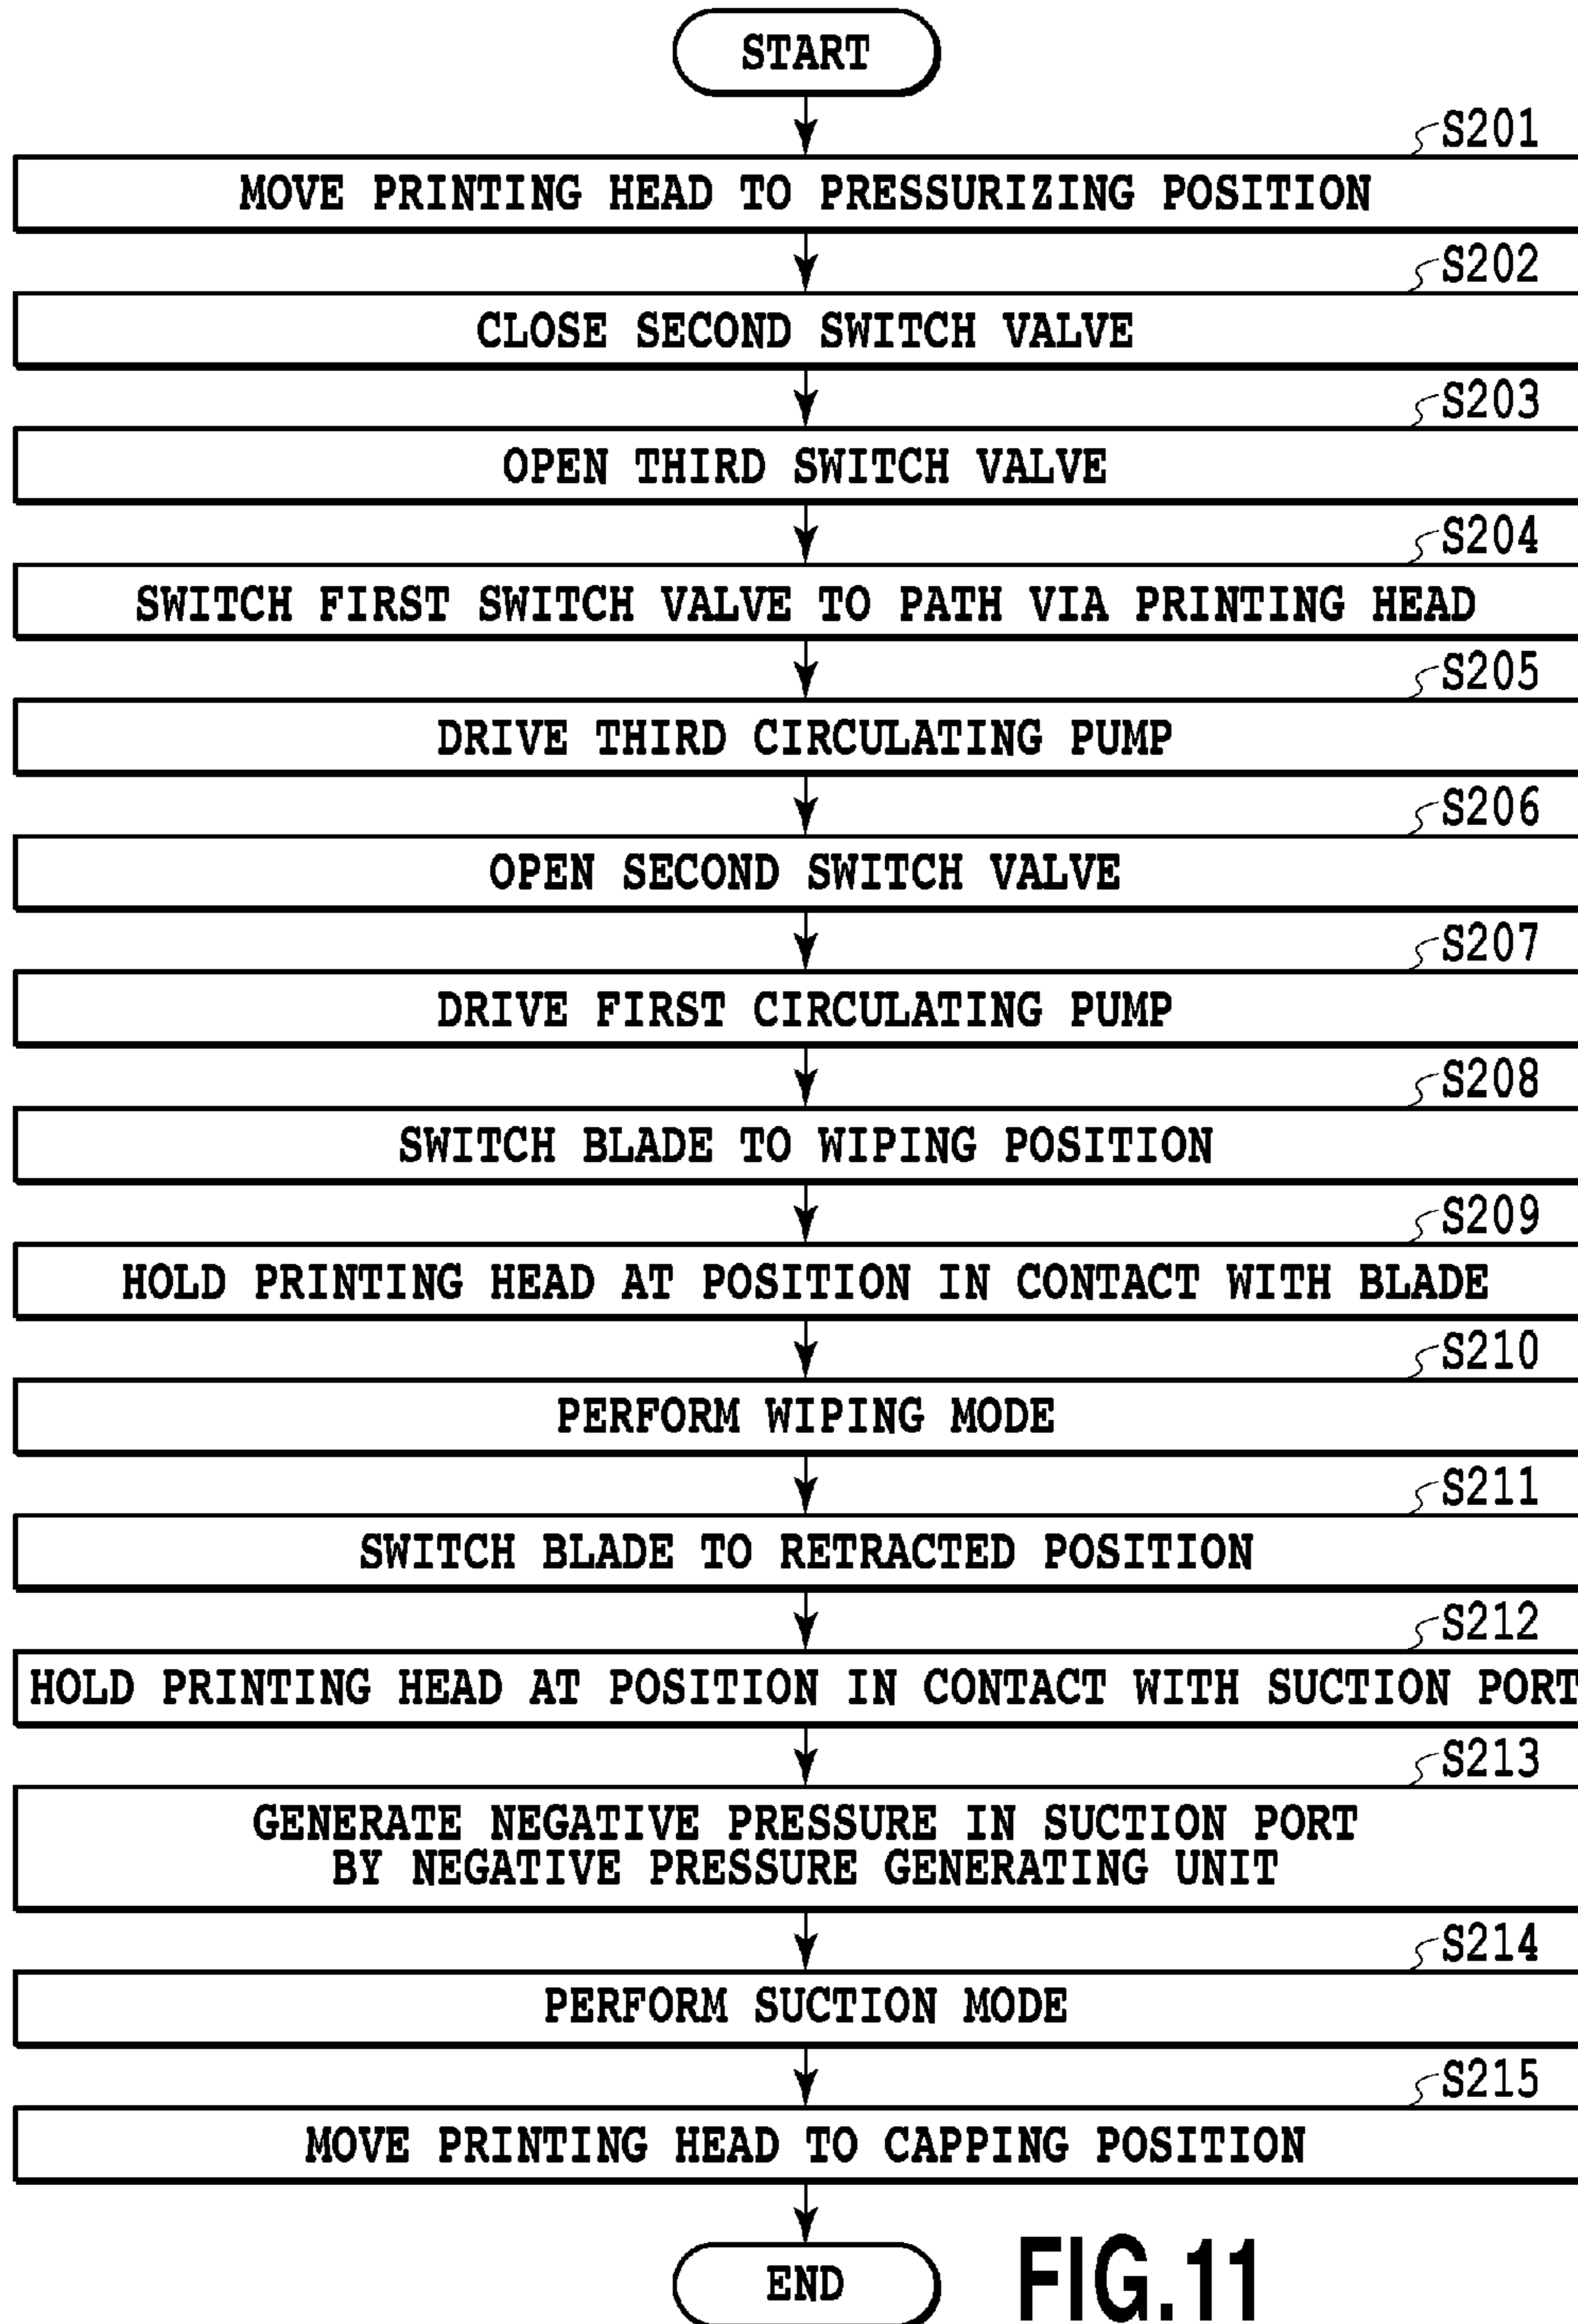 START
S201
MOVE PRINTING HEAD TO PRESSURIZING POSITION
S202
CLOSE SECOND SWITCH VALVE
S203
OPEN THIRD SWITCH VALVE
S204
SWITCH FIRST SWITCH VALVE TO PATH VIA PRINTING HEAD
S205
DRIVE THIRD CIRCULATING PUMP
S206
OPEN SECOND SWITCH VALVE
S207
DRIVE FIRST CIRCULATING PUMP
S208
SWITCH BLADE TO WIPING POSITION
S209
HOLD PRINTING HEAD AT POSITION IN CONTACT WITH BLADE
S210
PERFORM WIPING MODE
S211
SWITCH BLADE TO RETRACTED POSITION
S212
HOLD PRINTING HEAD AT POSITION IN CONTACT WITH SUCTION PORT
S213
GENERATE NEGATIVE PRESSURE IN SUCTION PORT
BY NEGATIVE PRESSURE GENERATING UNIT
S214
PERFORM SUCTION MODE
S215
MOVE PRINTING HEAD TO CAPPING POSITION
END
FIG.11